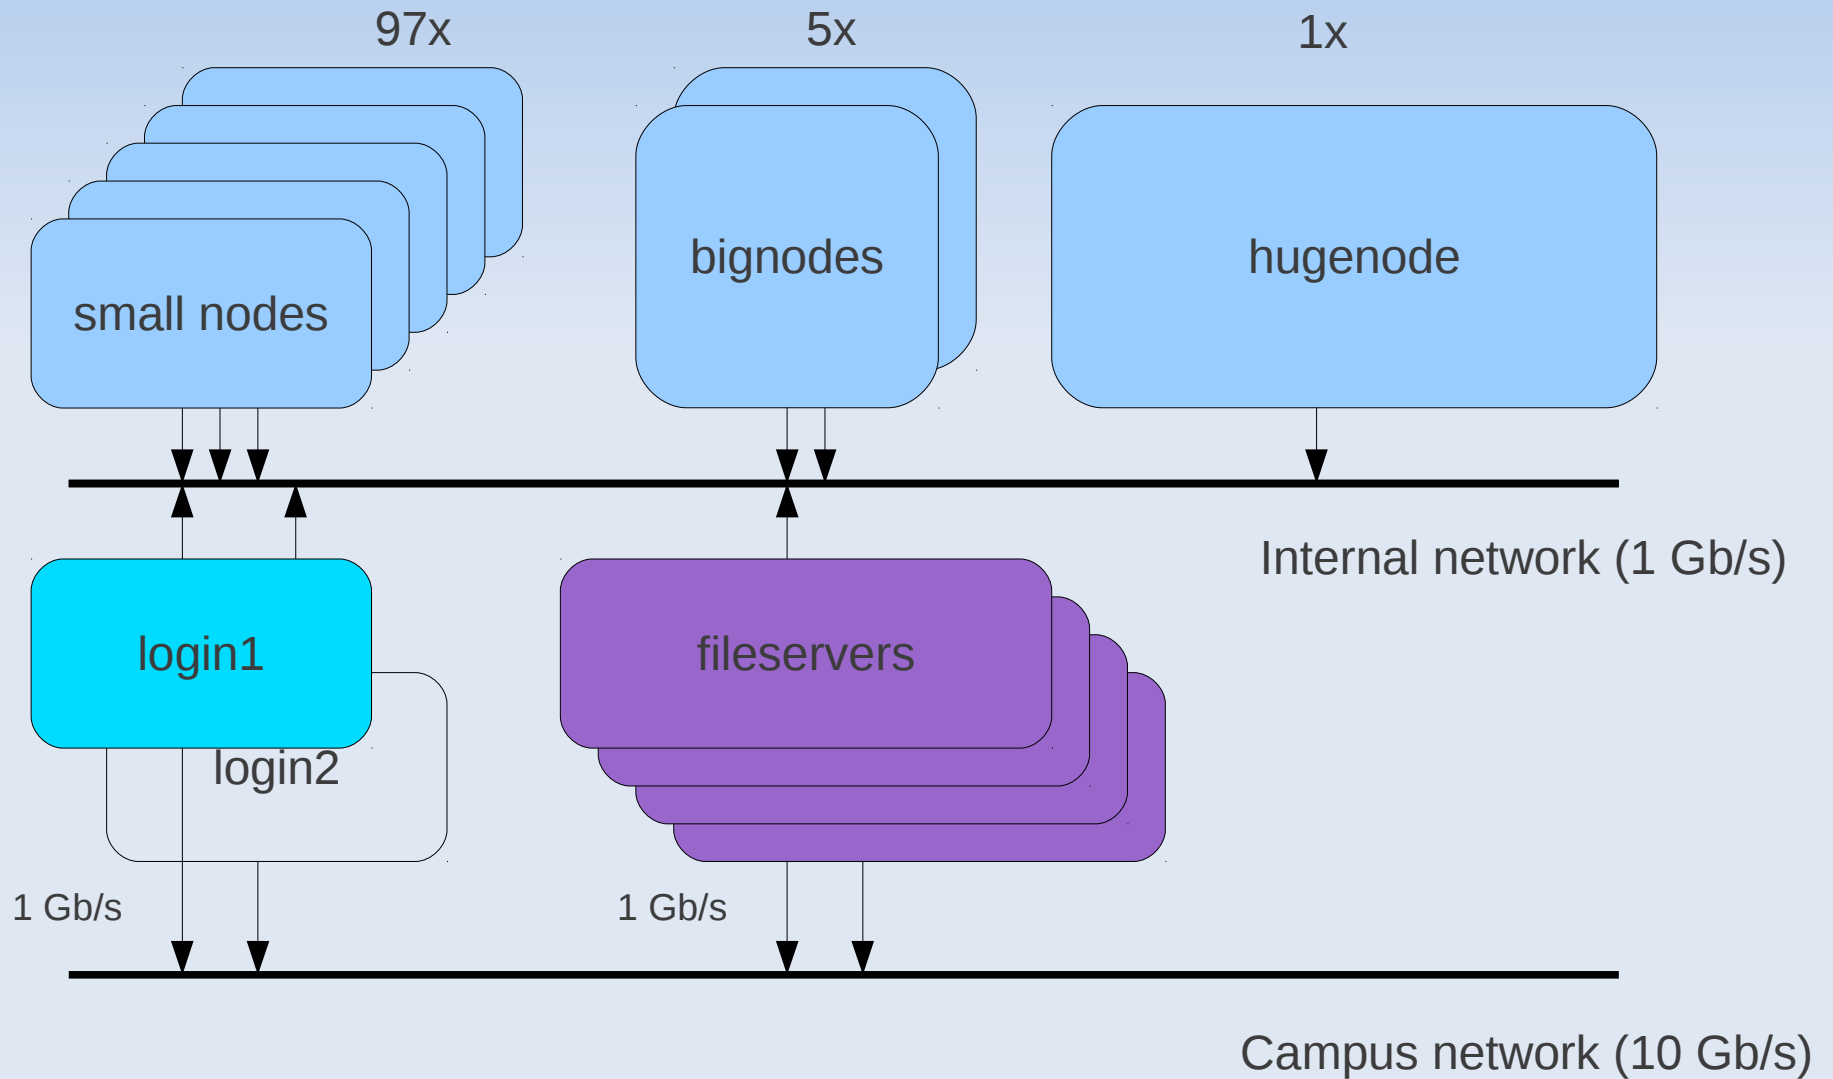 97x
5x
1x
small nodes
bignodes
hugenode
Internal network (1 Gb/s)
login1
fileservers
login2
1 Gb/s
1 Gb/s
Campus network (10 Gb/s)